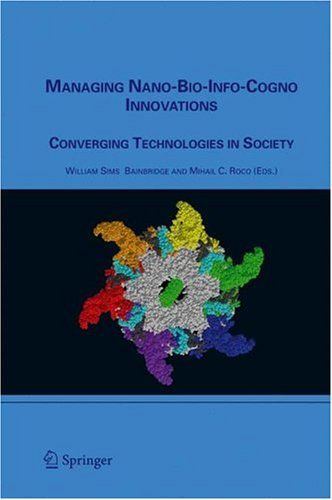 MANAGING NANO-BIO-INFO-COGNO
INNOVATIONS
CONVERGING TECHNOLOGIES IN SOCIETY
WILLIAM SIMS BAINBRIDGE AND MIHAIL C. ROCO (EDS.)
Springer